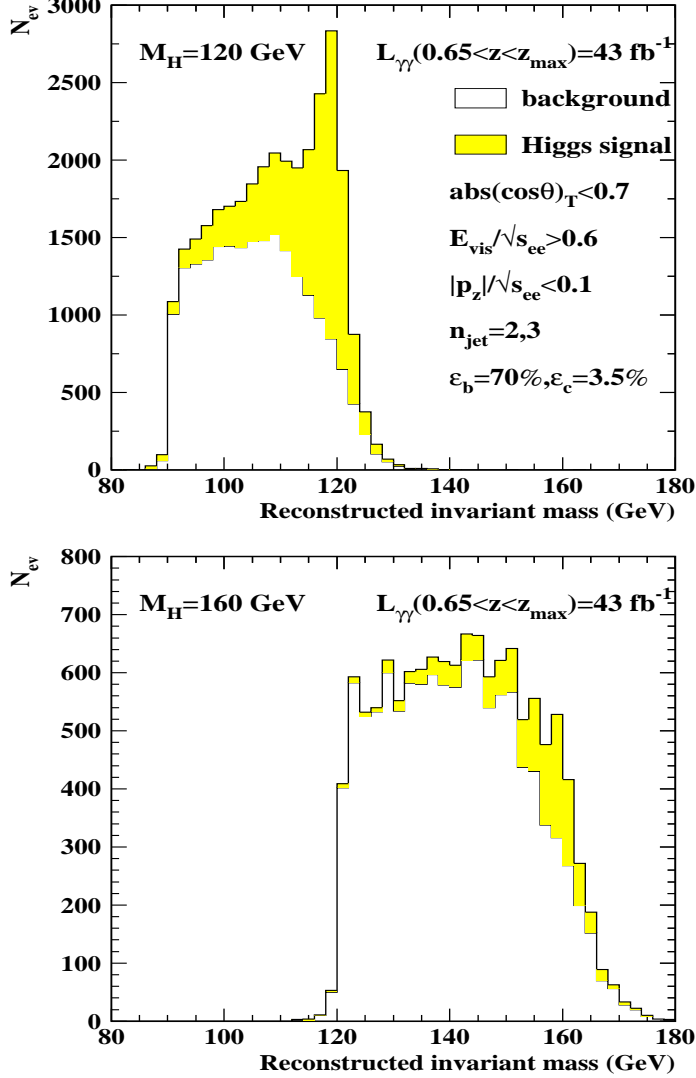 N_ev
M_H=120 GeV
L_γγ(0.65<z<z_max)=43 fb^-1
background
Higgs signal
abs(cosθ)_T<0.7
E_vis/√s_ee>0.6
|p_z|/√s_ee<0.1
n_jet=2,3
ε_b=70%,ε_c=3.5%
3000
2500
2000
1500
1000
500
0
80 100 120 140 160 180
Reconstructed invariant mass (GeV)
N_ev
M_H=160 GeV
L_γγ(0.65<z<z_max)=43 fb^-1
800
700
600
500
400
300
200
100
0
80 100 120 140 160 180
Reconstructed invariant mass (GeV)